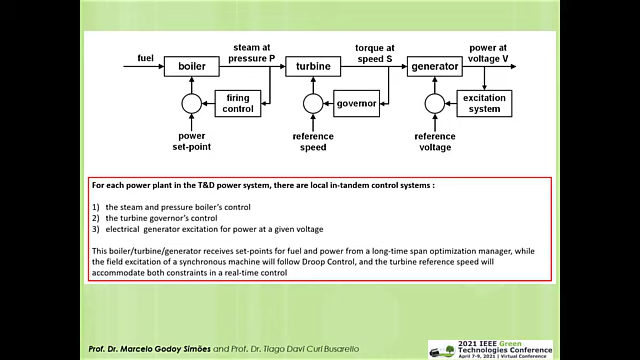 fuel
boiler
steam at
pressure P
turbine
torque at
speed S
generator
power at
voltage V
firing
control
governor
excitation
system
power
set-point
reference
speed
reference
voltage
For each power plant in the T&D power system, there are local in-tandem control systems :
1) the steam and pressure boiler's control
2) the turbine governor's control
3) electrical generator excitation for power at a given voltage
This boiler/turbine/generator receives set-points for fuel and power from a long-time span optimization manager, while
the field excitation of a synchronous machine will follow Droop Control, and the turbine reference speed will
accommodate both constraints in a real-time control
Prof. Dr. Marcelo Godoy Simões and Prof. Dr. Tiago Davi Curi Busarello
2021 IEEE Green
Technologies Conference
April 7-9, 2021 | Virtual Conference